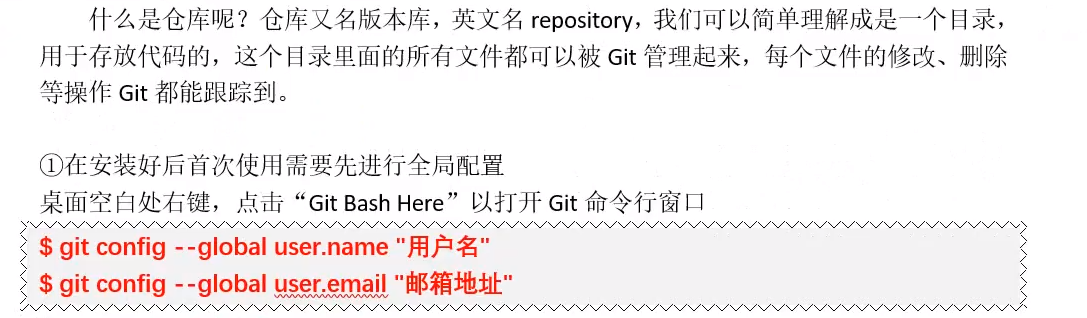 什么是仓库呢？仓库又名版本库，英文名 repository，我们可以简单理解成是一个目录，
用于存放代码的，这个目录里面的所有文件都可以被 Git 管理起来，每个文件的修改、删除
等操作 Git 都能跟踪到。
①在安装好后首次使用需要先进行全局配置
桌面空白处右键，点击“Git Bash Here”以打开 Git 命令行窗口
$ git config --global user.name "用户名"
$ git config --global user.email "邮箱地址"